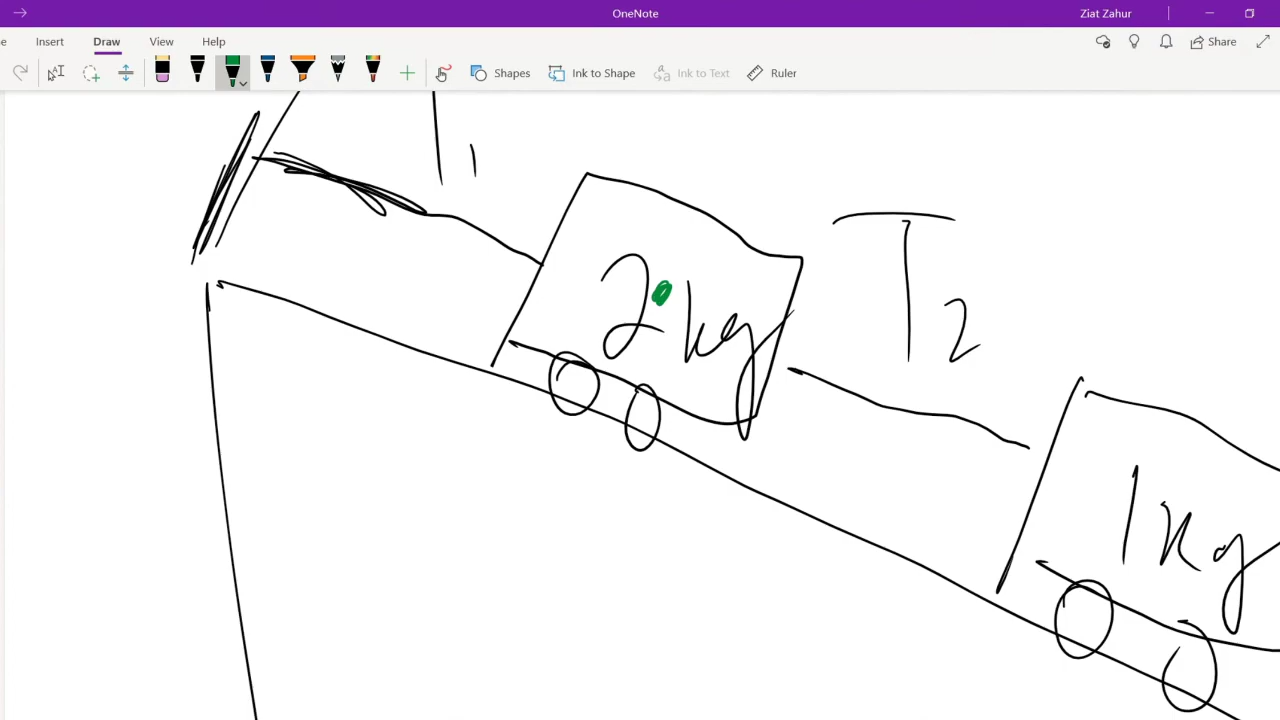 OneNote
Ziat Zahur
Insert Draw View Help
Share
Shapes Ink to Shape Ink to Text Ruler
T1
2kg
T2
1kg